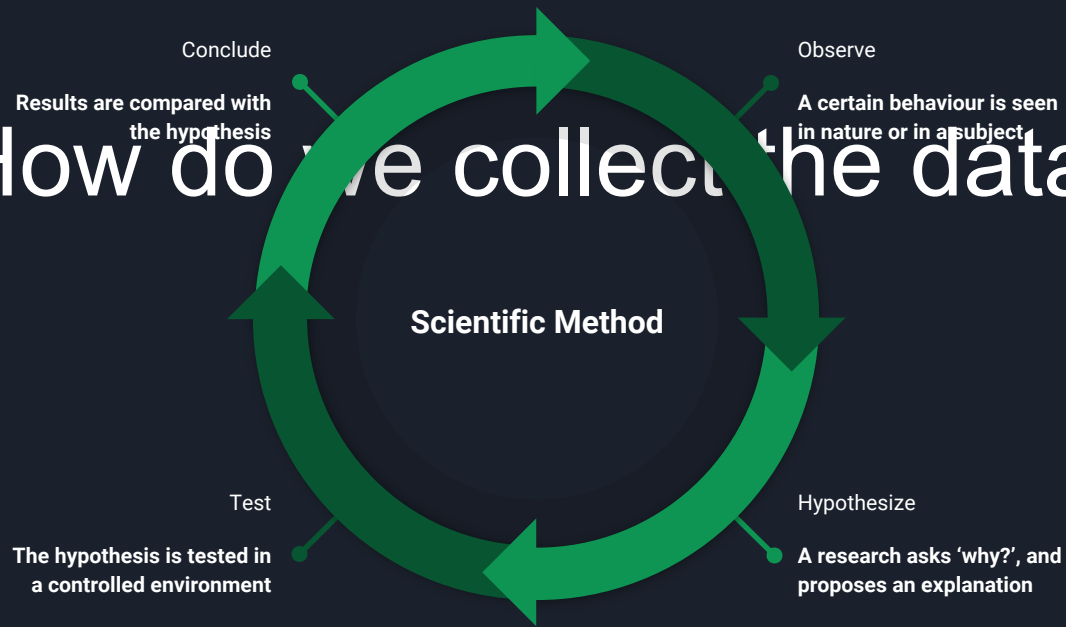 Conclude
Results are compared with
the hypothesis
Observe
A certain behaviour is seen
in nature or in a subject
How do we collect the data
Scientific Method
Test
The hypothesis is tested in
a controlled environment
Hypothesize
A research asks ‘why?’, and
proposes an explanation